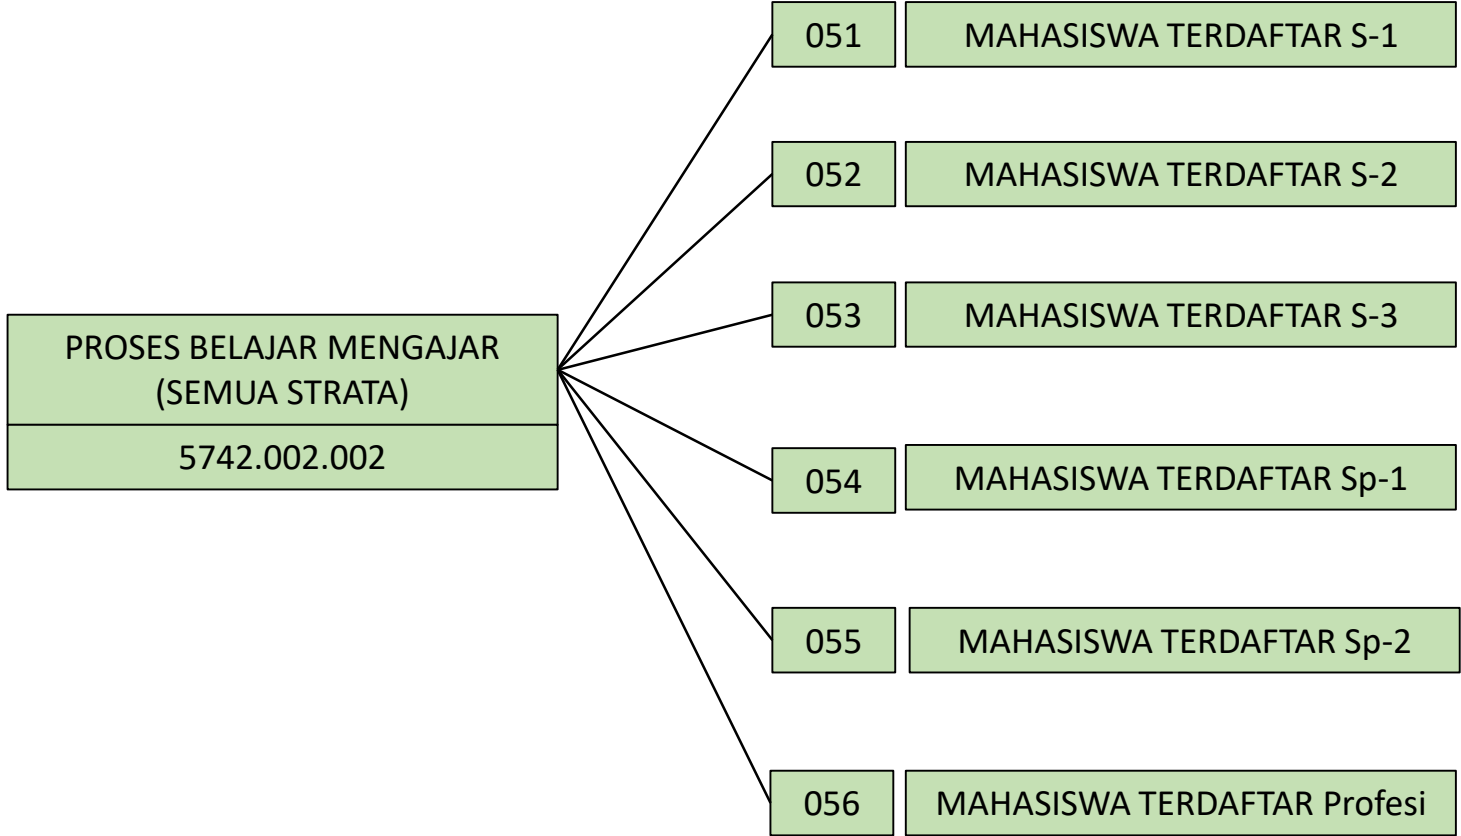 051 MAHASISWA TERDAFTAR S-1
052 MAHASISWA TERDAFTAR S-2
053 MAHASISWA TERDAFTAR S-3
PROSES BELAJAR MENGAJAR
(SEMUA STRATA)
5742.002.002
054 MAHASISWA TERDAFTAR Sp-1
055 MAHASISWA TERDAFTAR Sp-2
056 MAHASISWA TERDAFTAR Profesi